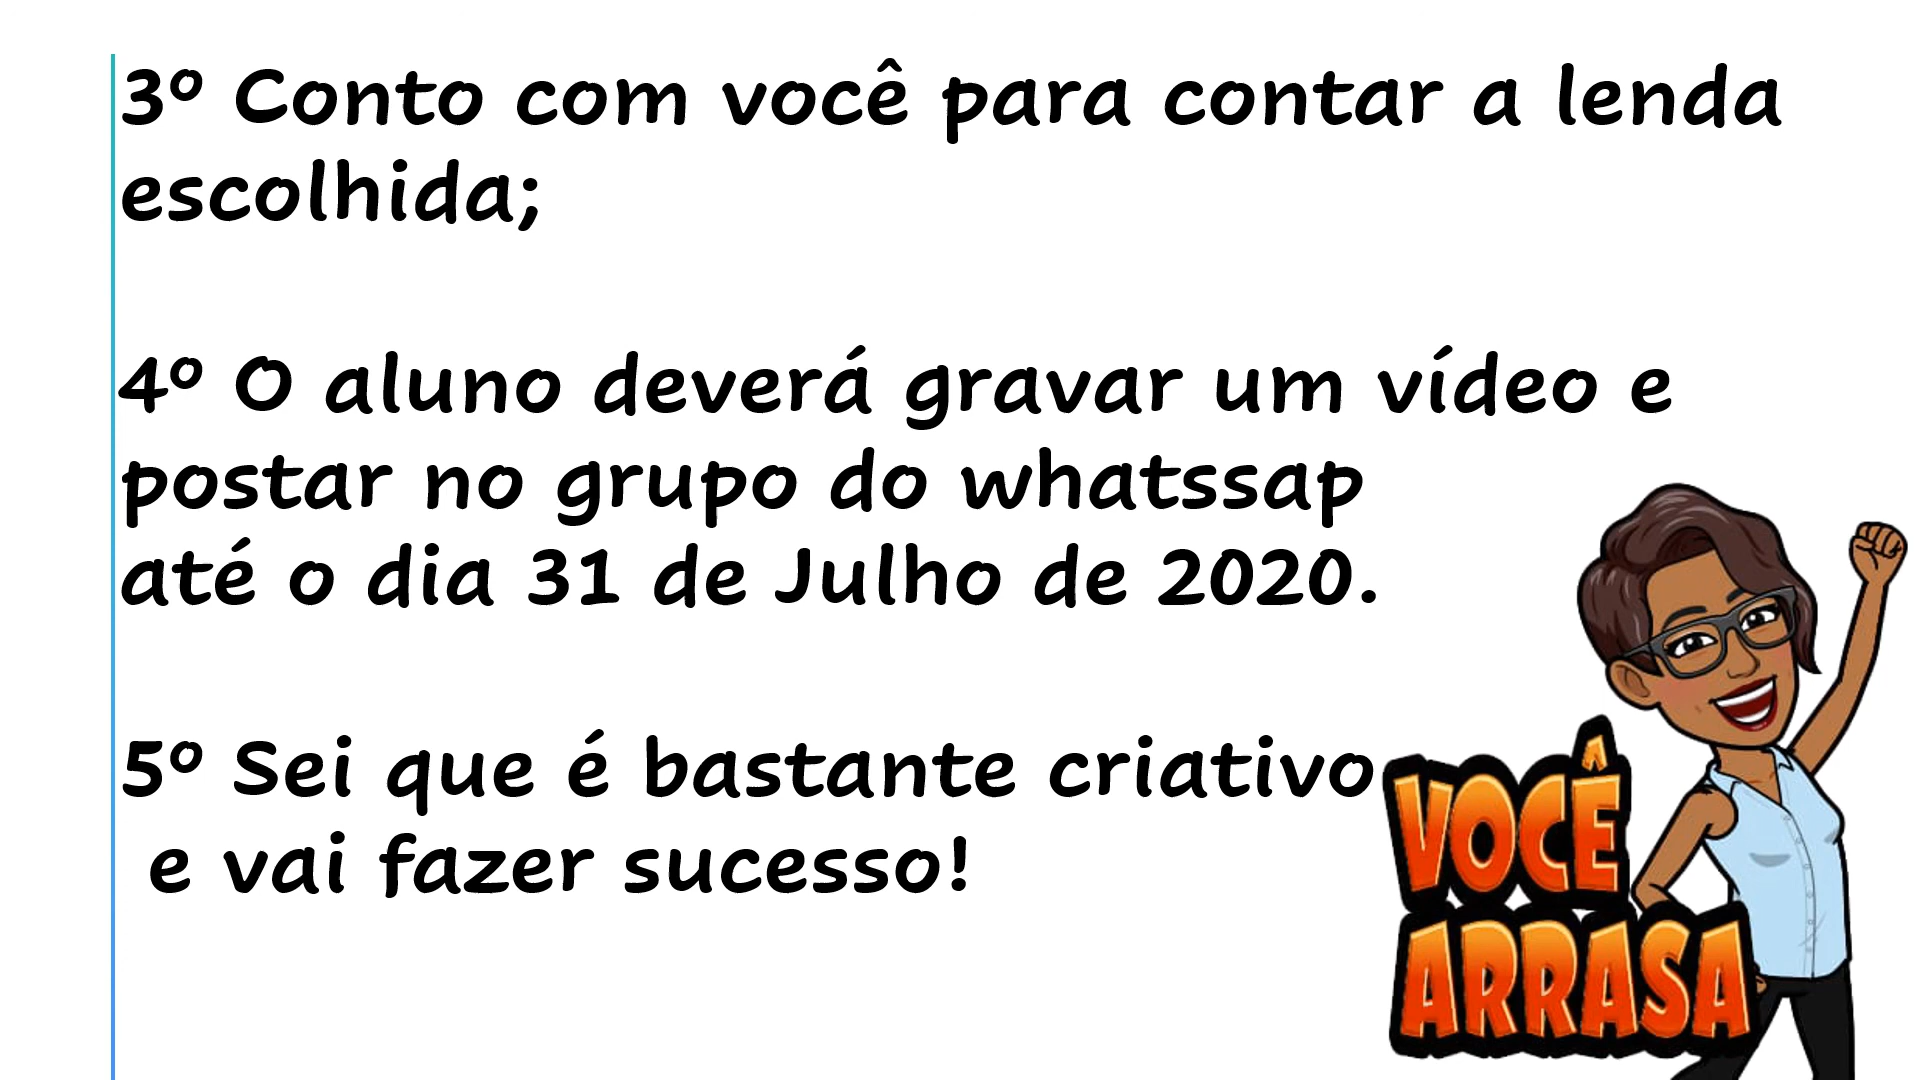 3º Conto com você para contar a lenda
escolhida;
4º O aluno deverá gravar um vídeo e
postar no grupo do whatssap
até o dia 31 de Julho de 2020.
5º Sei que é bastante criativo
e vai fazer sucesso!
VOCÊ
ARRASA